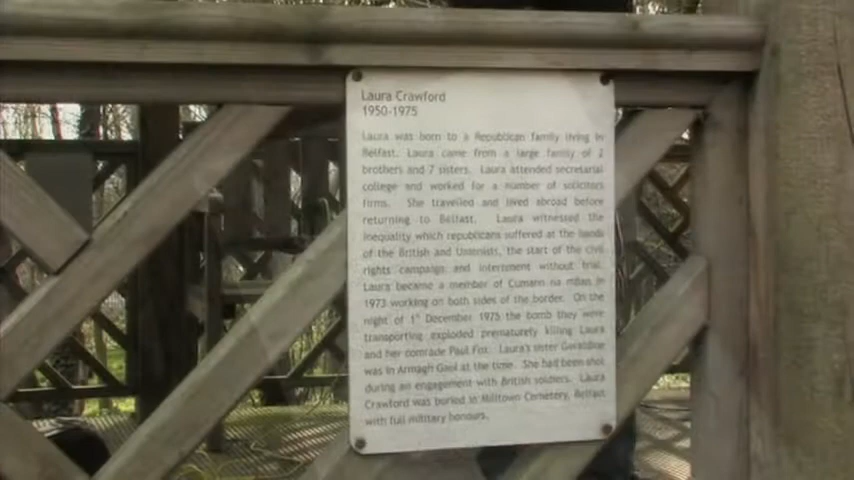 Laura Crawford
1950-1975
Laura was born to a Republican family living in
Belfast. Laura came from a large family of 2
brothers and 7 sisters. Laura attended secretarial
college and worked for a number of solicitors
firms. She travelled and lived abroad before
returning to Belfast. Laura witnessed the
inequality which republicans suffered at the hands
of the British and Unionists, the start of the civil
rights campaign and internment without trial.
Laura became a member of Cumann na mBan in
1973 working on both sides of the border. On the
night of 1st December 1975 the bomb they were
transporting exploded prematurely killing Laura
and her comrade Paul Fox. Laura's sister Geraldine
was in Armagh Gaol at the time. She had been shot
during an engagement with British soldiers. Laura
Crawford was buried in Milltown Cemetery, Belfast
with full military honours.